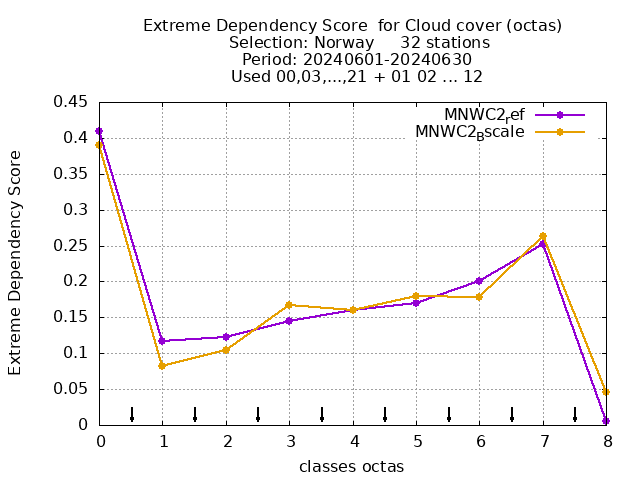 Extreme Dependency Score  for Cloud cover (octas)
Selection: Norway     32 stations
Period: 20240601-20240630
Used 00,03,...,21 + 01 02 ... 12
MNWC2ref
MNWC2Bscale
Extreme Dependency Score
0.45
0.4
0.35
0.3
0.25
0.2
0.15
0.1
0.05
0
0 1 2 3 4 5 6 7 8
classes octas